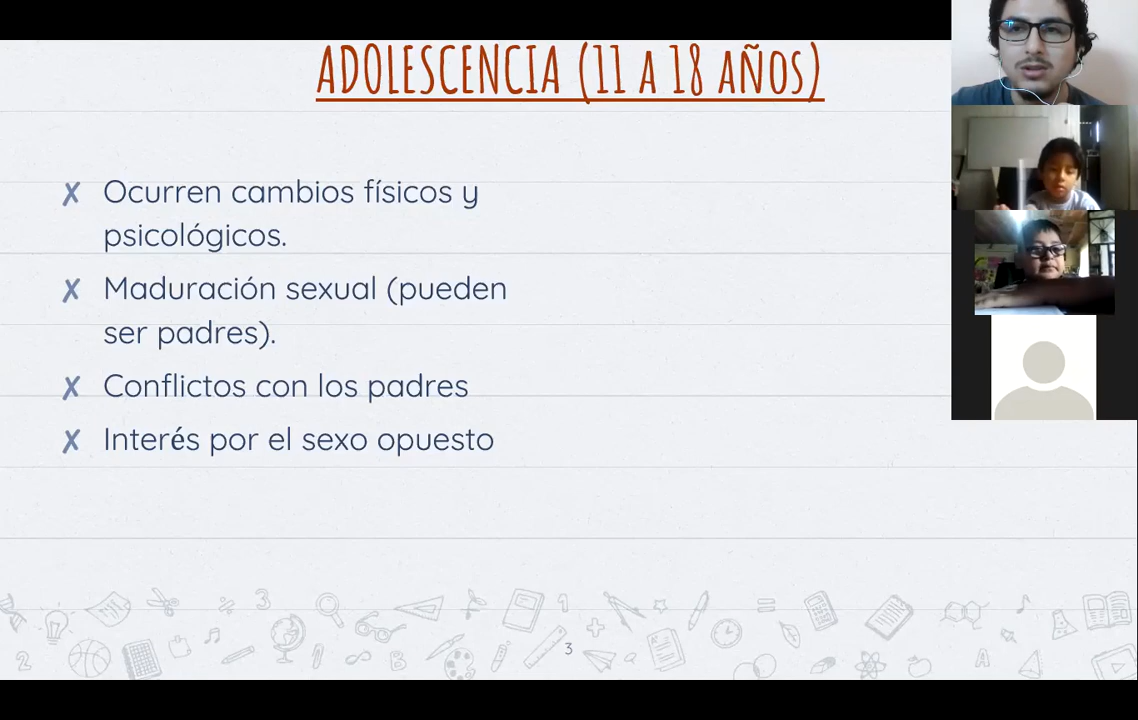 ADOLESCENCIA (11 A 18 AÑOS)
✗ Ocurren cambios físicos y
psicológicos.
✗ Maduración sexual (pueden
ser padres).
✗ Conflictos con los padres
✗ Interés por el sexo opuesto
3